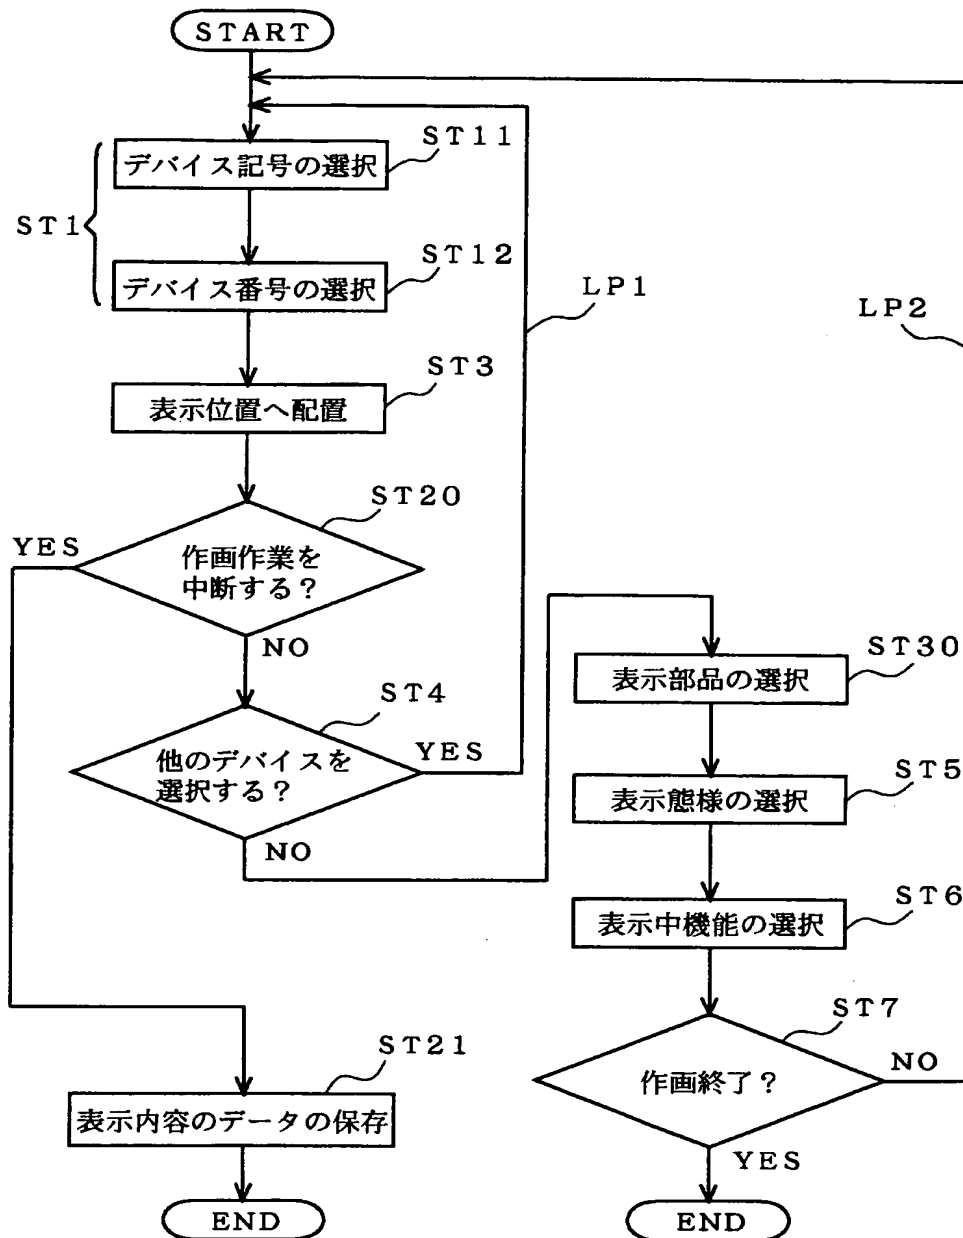 START
ST11
デバイス記号の選択
ST1
ST12
デバイス番号の選択
LP1
LP2
ST3
表示位置へ配置
ST20
YES
作画作業を
中断する?
NO
ST4
他のデバイスを
選択する?
YES
NO
ST30
表示部品の選択
ST5
表示態様の選択
ST6
表示中機能の選択
ST7
作画終了?
NO
YES
END
ST21
表示内容のデータの保存
END